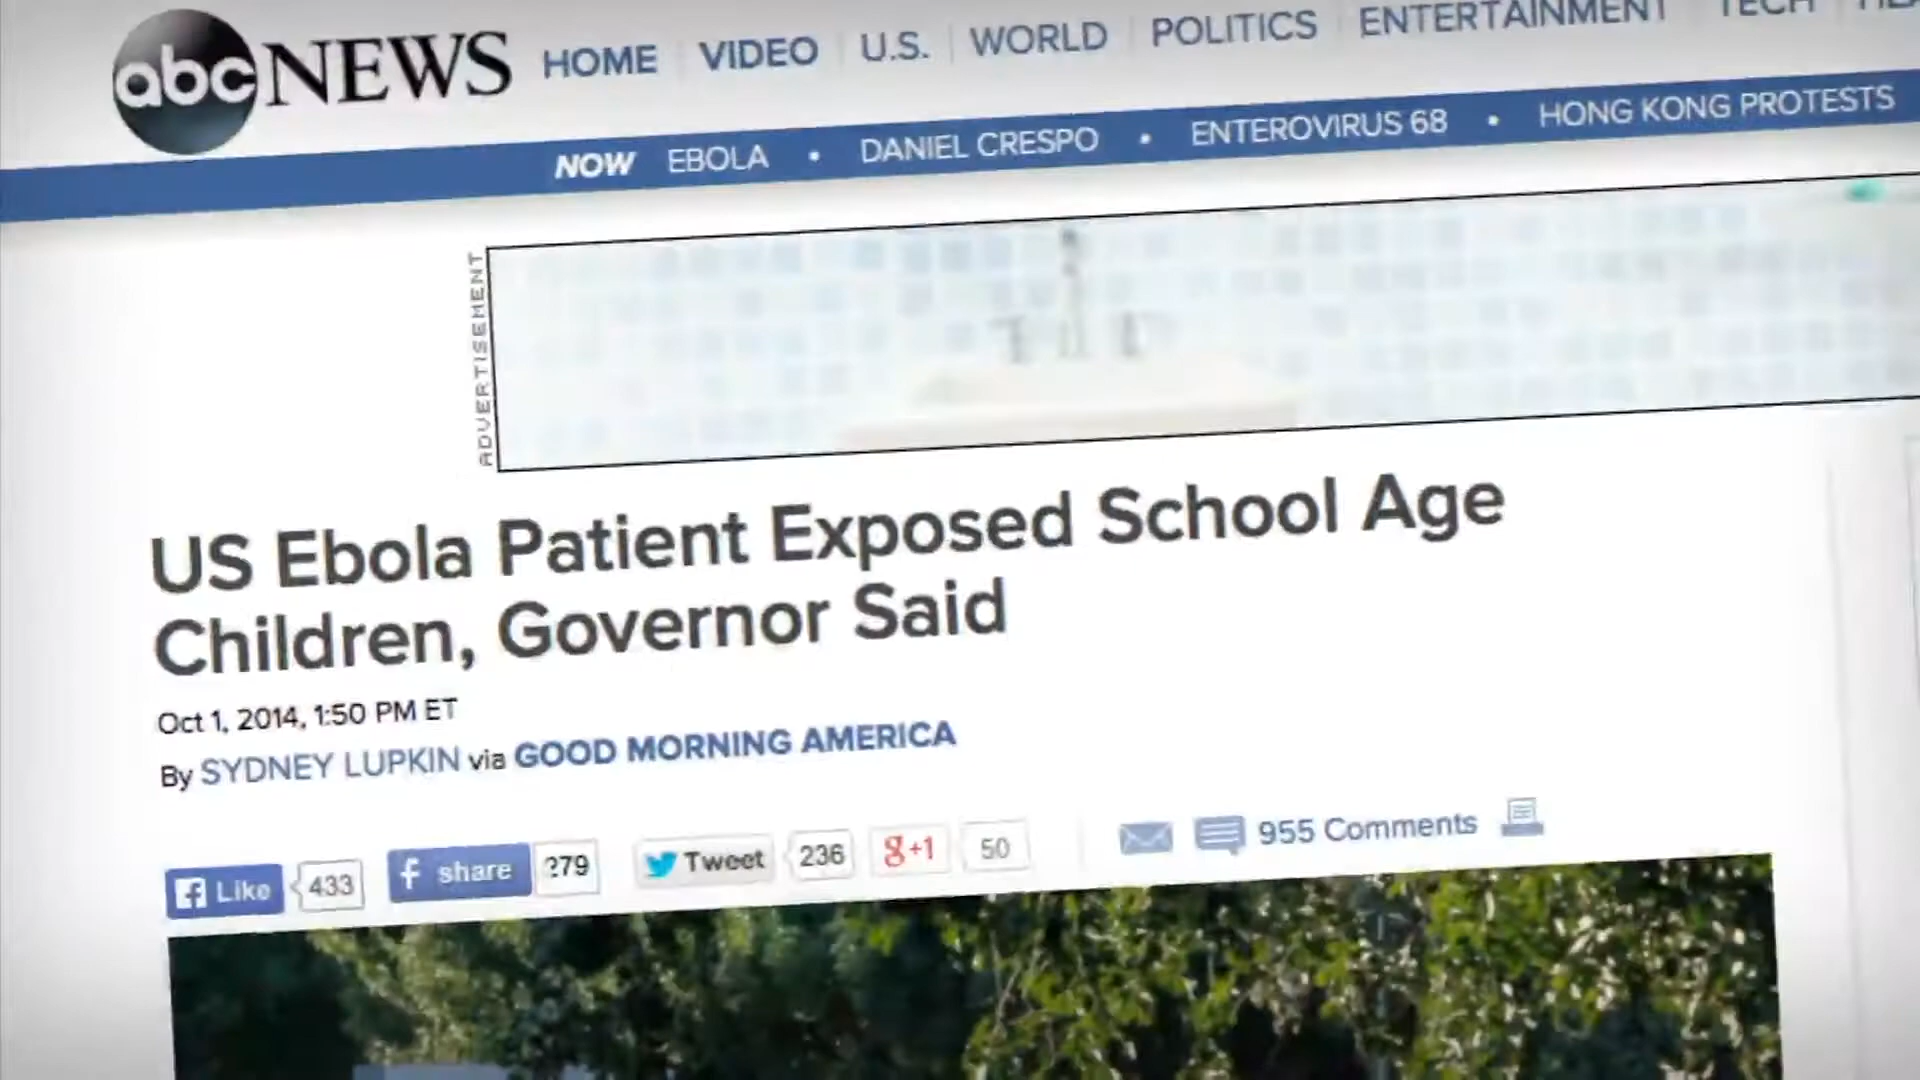 abc NEWS HOME VIDEO U.S. WORLD POLITICS ENTERTAINMENT TECH
NOW EBOLA • DANIEL CRESPO • ENTEROVIRUS 68 • HONG KONG PROTESTS
ADVERTISEMENT
US Ebola Patient Exposed School Age
Children, Governor Said
Oct 1, 2014, 1:50 PM ET
By SYDNEY LUPKIN via GOOD MORNING AMERICA
f Like 433 f share 279 Tweet 236 g+1 50 955 Comments